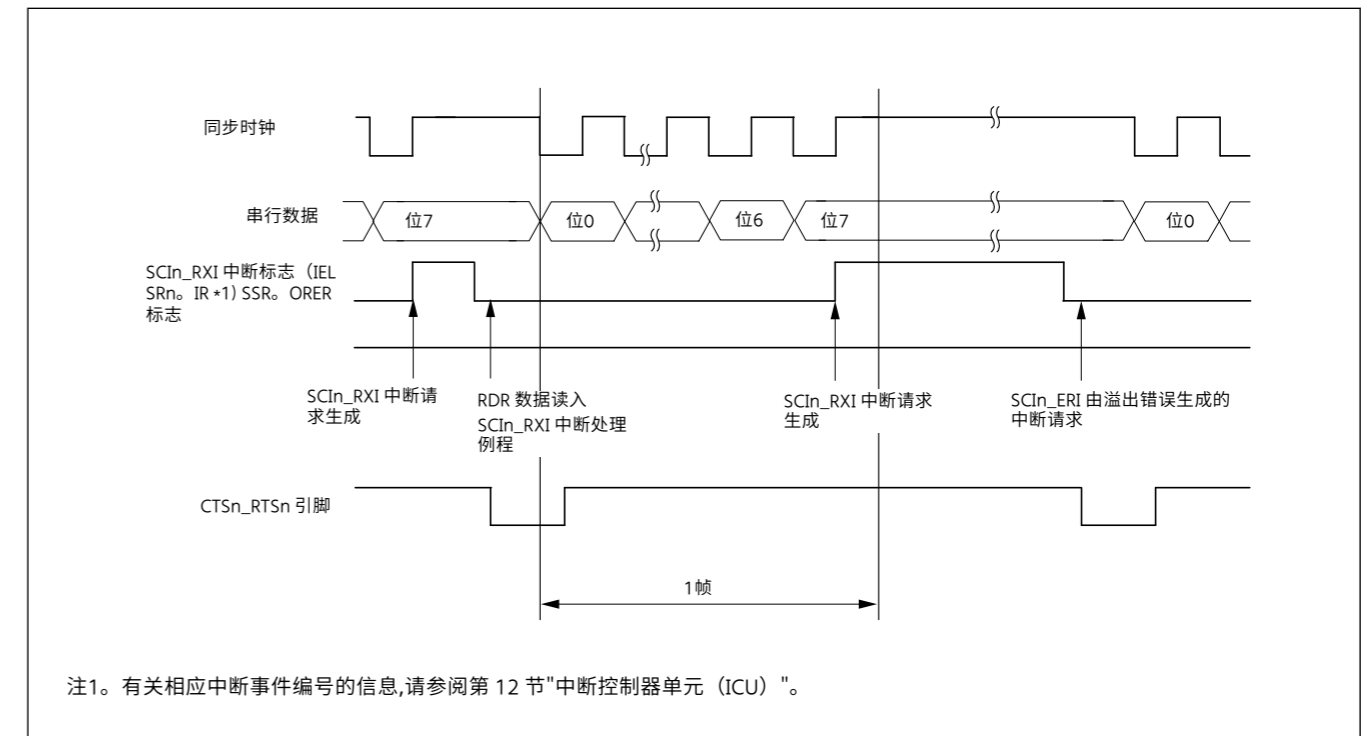 同步时钟
串行数据
位7
位0
位6
位7
位0
SCIn_RXI 中断标志（IEL
SRn。IR *1) SSR。ORER
标志
SCIn_RXI 中断请
求生成
RDR 数据读入
SCIn_RXI 中断处理
例程
SCIn_RXI 中断请求
生成
SCIn_ERI 由溢出错误生成的
中断请求
CTSn_RTSn 引脚
1帧
注1。有关相应中断事件编号的信息,请参阅第 12 节"中断控制器单元（ICU）"。